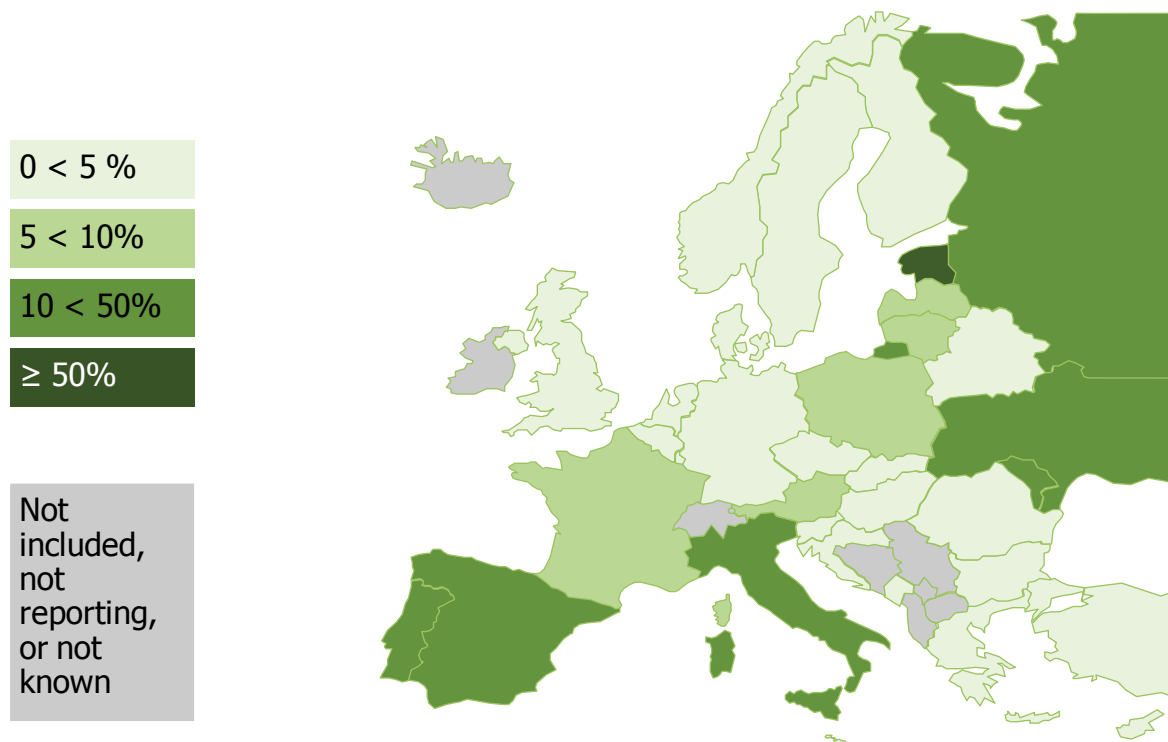 0 < 5 %
5 < 10%
10 < 50%
≥ 50%
Not
included,
not
reporting,
or not
known